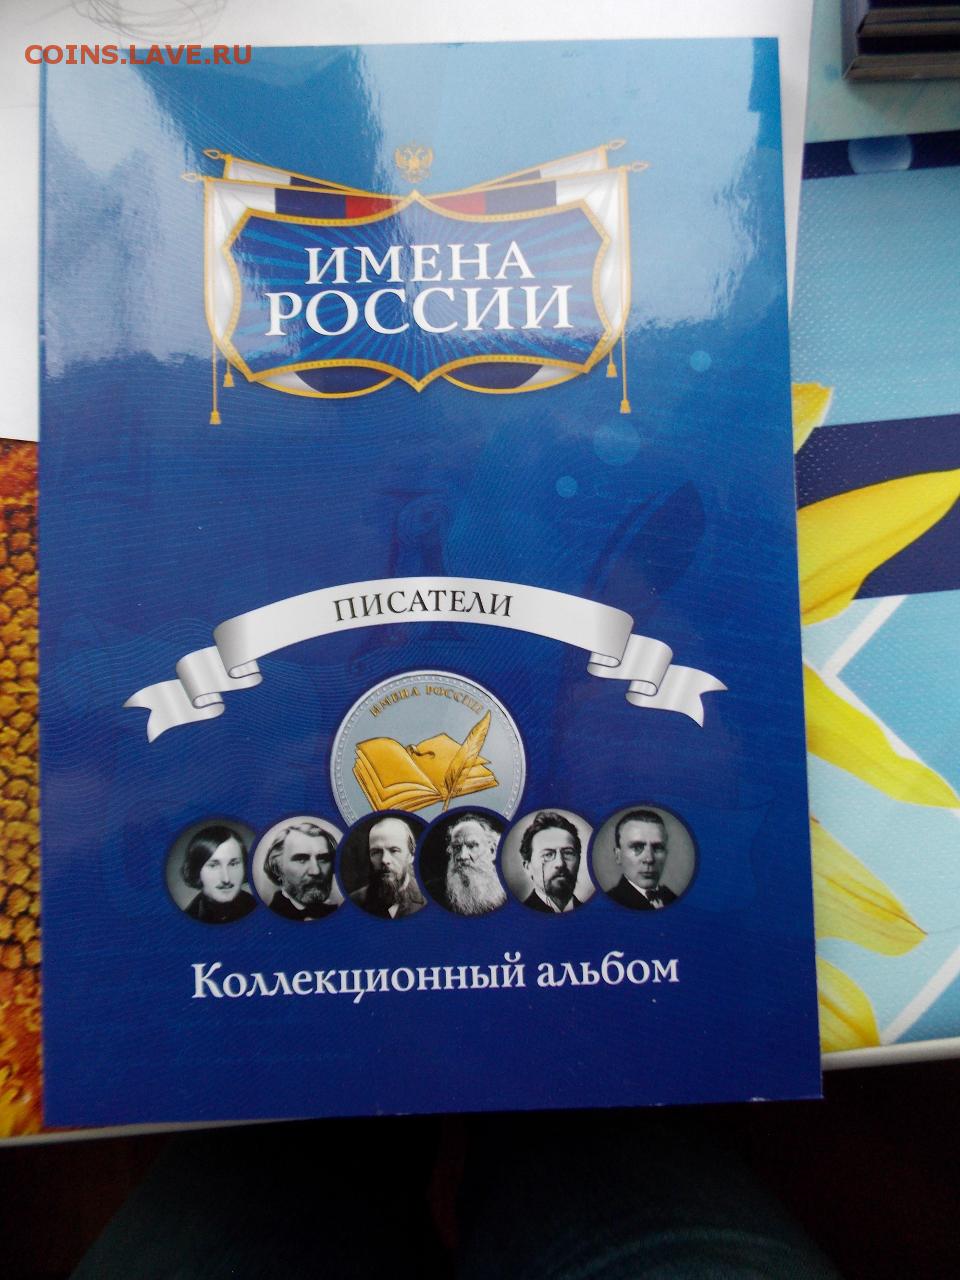 COINS.LAVE.RU
ИМЕНА
РОССИИ
ПИСАТЕЛИ
ИМЕНА РОССИИ
Коллекционный альбом